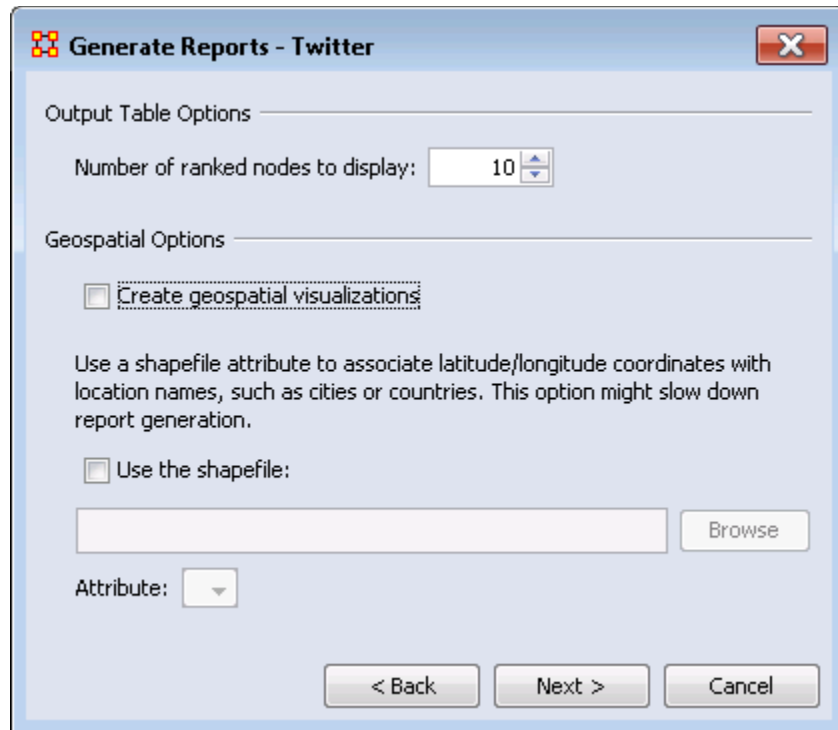 Generate Reports - Twitter
Output Table Options
Number of ranked nodes to display: 10
Geospatial Options
Create geospatial visualizations
Use a shapefile attribute to associate latitude/longitude coordinates with
location names, such as cities or countries. This option might slow down
report generation.
Use the shapefile:
Browse
Attribute:
< Back Next > Cancel